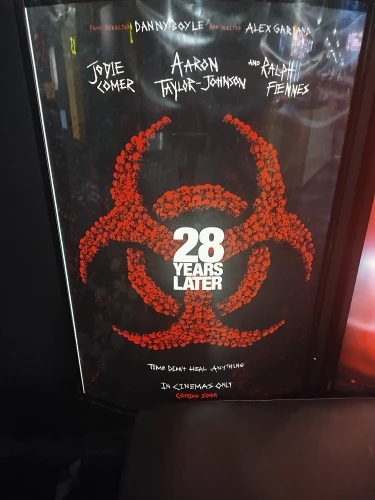 FROM DIRECTOR DANNY BOYLE AND WRITER ALEX GARLAND
JODIE COMER
AARON TAYLOR-JOHNSON
AND RALPH FIENNES
28
YEARS
LATER
TIME DIDN'T HEAL ANYTHING
IN CINEMAS ONLY
COMING SOON